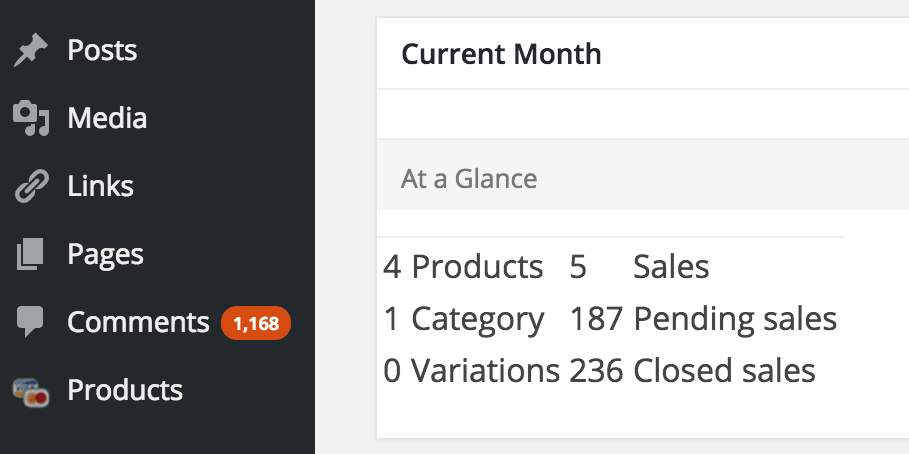 Posts
Media
Links
Pages
Comments 1,168
Products
Current Month
At a Glance
4 Products 5 Sales
1 Category 187 Pending sales
0 Variations 236 Closed sales